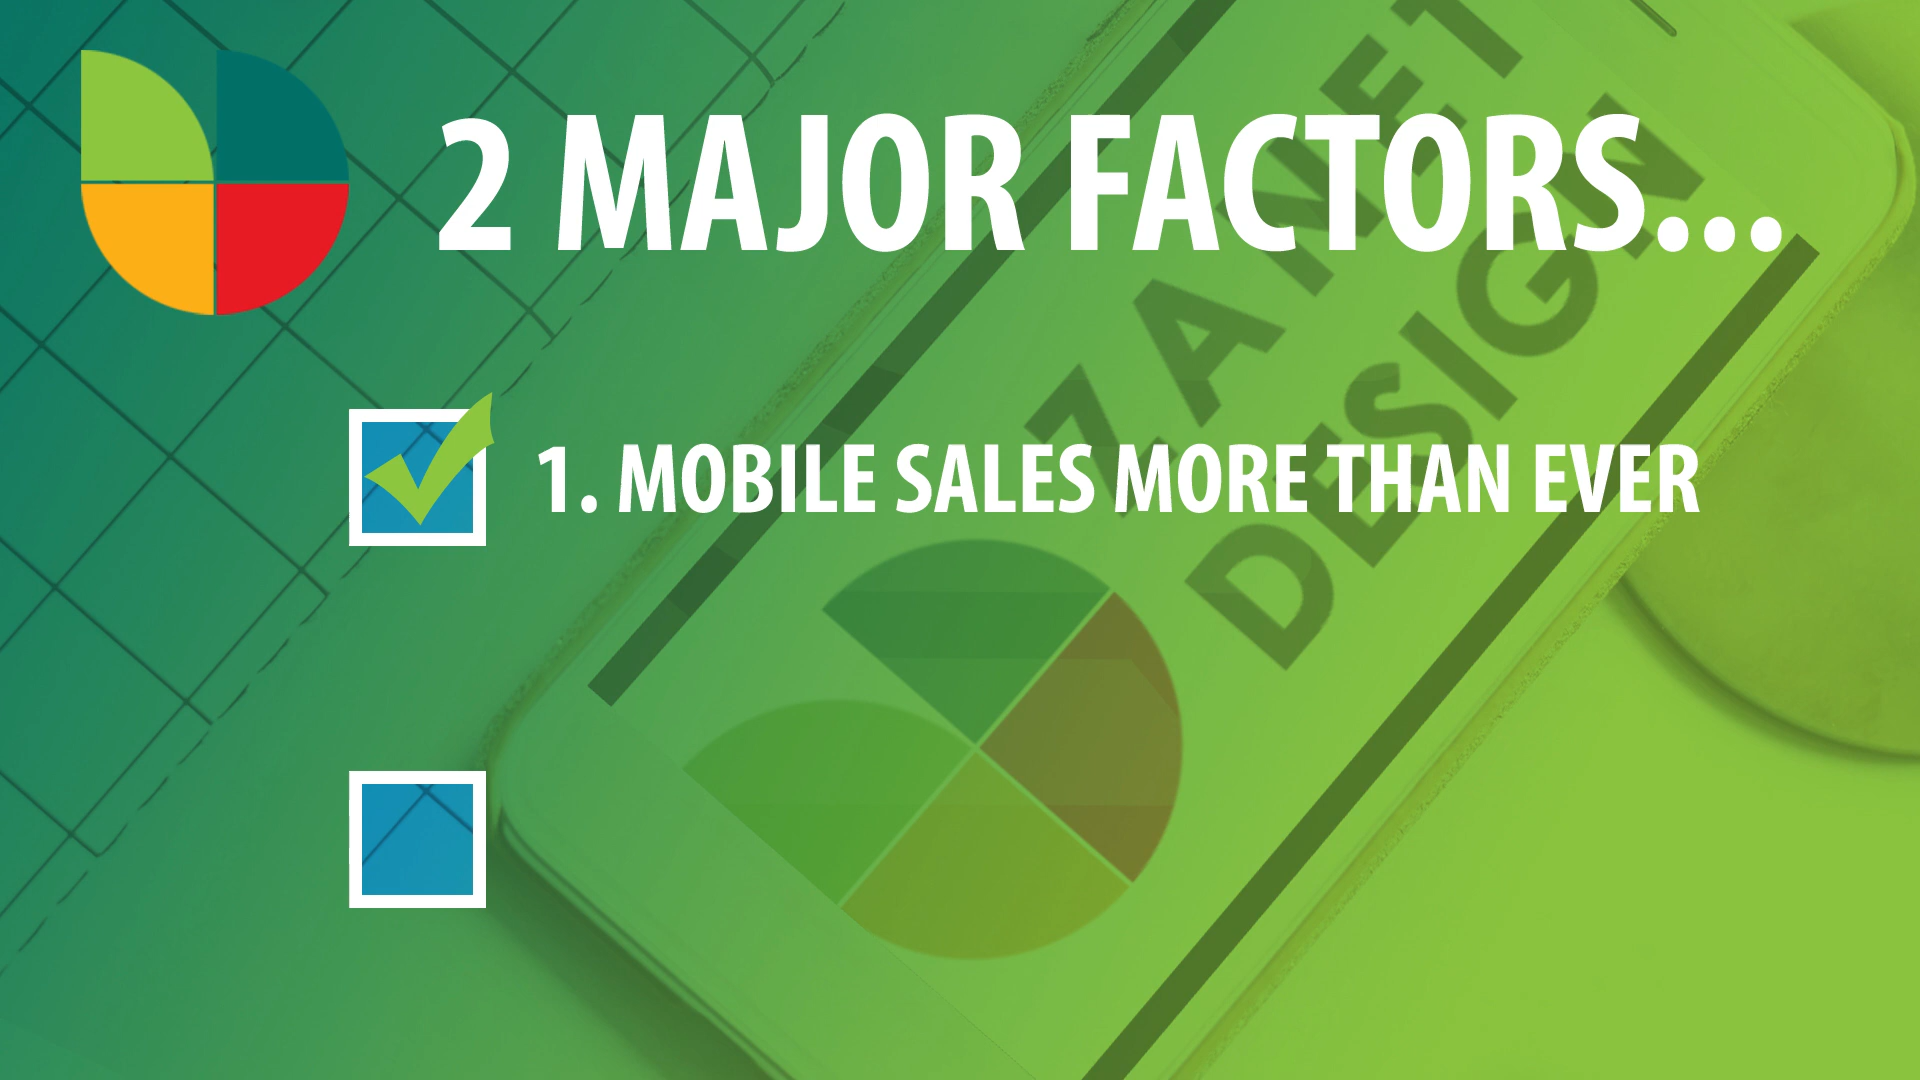 2 MAJOR FACTORS...
1. MOBILE SALES MORE THAN EVER
ZANET
DESIGN